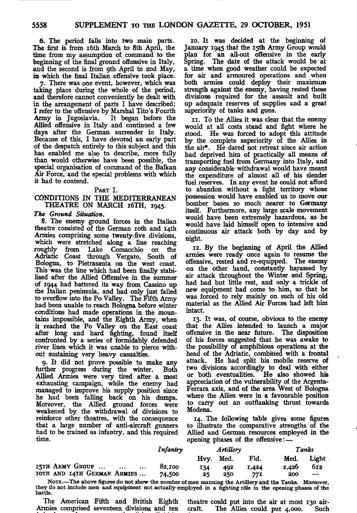 5558 SUPPLEMENT TO THE LONDON GAZETTE, 29 OCTOBER, 1951
6. The period falls into two main parts.
The first is from 16th March to 8th April, the
time from my assumption of command to the
beginning of the final ground offensive in Italy,
and the second is from 9th April to 2nd May,
in which the final Italian offensive took place.
7. There was one event, however, which was
taking place during the whole of the period,
and therefore cannot conveniently be dealt with
in the arrangement of parts I have described;
I refer to the offensive by Marshal Tito's Fourth
Army in Jugoslavia. It began before the
Allied offensive in Italy and continued a few
days after the German surrender in Italy.
Because of this, I have devoted an early part
of the despatch entirely to this subject and this
has enabled me also to describe, more fully
than would otherwise have been possible, the
special organisation of command of the Balkan
Air Force, and the special problems with which
it had to contend.
PART I.
CONDITIONS IN THE MEDITERRANEAN
THEATRE ON MARCH 16TH, 1945.
The Ground Situation.
8. The enemy ground forces in the Italian
theatre consisted of the German 10th and 14th
Armies comprising some twenty-five divisions,
which were stretched along a line reaching
roughly from Lake Comacchio on the
Adriatic Coast through Vergato, South of
Bologna, to Pietrasanta on the west coast.
This was the line which had been finally stabi-
lised after the Allied Offensive in the summer
of 1944 had battered its way from Cassino up
the Italian peninsula, and had only just failed
to overflow into the Po Valley. The Fifth Army
had been unable to reach Bologna before winter
conditions had made operations in the moun-
tains impossible, and the Eighth Army, when
it reached the Po Valley on the East coast
after long and hard fighting, found itself
confronted by a series of formidably defended
river lines which it was unable to pierce with-
out sustaining very heavy casualties.
9. It did not prove possible to make any
further progress during the winter. Both
Allied Armies were very tired after a most
exhausting campaign, while the enemy had
managed to improve his supply position since
he had been falling back on his dumps.
Moreover, the Allied Ground forces were
weakened by the withdrawal of divisions to
reinforce other theatres, with the consequence
that a large number of anti-aircraft gunners
had to be trained as infantry, and this required
time.
10. It was decided at the beginning of
January 1945 that the 15th Army Group would
plan for an all-out offensive in the early
Spring. The date of the attack would be at
a time when good weather could be expected
for air and armoured operations and when
both armies could deploy their maximum
strength against the enemy, having rested those
divisions required for the assault and built
up adequate reserves of supplies and a great
superiority of tanks and guns.
11. To the Allies it was clear that the enemy
would at all costs stand and fight where he
stood. He was forced to adopt this attitude
by the complete superiority of the Allies in
the air*. He dared not retreat since air action
had deprived him of practically all means of
transporting fuel from Germany into Italy, and
any considerable withdrawal would have meant
the expenditure of almost all of his slender
fuel reserves. In any event he could not afford
to abandon without a fight territory whose
possession would have enabled us to move our
bomber bases so much nearer to Germany
itself. Furthermore, any large scale movement
would have been extremely hazardous, as he
would have laid himself open to intensive and
continuous air attack both by day and by
night.
12. By the beginning of April the Allied
armies were ready once again to resume the
offensive, rested and re-equipped. The enemy
on the other hand, constantly harassed by
air attack throughout the Winter and Spring,
had had but little rest, and only a trickle of
new equipment had come to him, so that he
was forced to rely mainly on such of his old
material as the Allied Air Forces had left him
intact.
13. It was, of course, obvious to the enemy
that the Allies intended to launch a major
offensive in the near future. The disposition
of his forces suggested that he was awake to
the possibility of amphibious operations at the
head of the Adriatic, combined with a frontal
attack. He had split his mobile reserve of
two divisions accordingly to deal with either
or both eventualities. He also showed his
appreciation of the vulnerability of the Argenta-
Ferrara axis, and of the area West of Bologna
where the Allies were in a favourable position
to carry out an outflanking thrust towards
Modena.
14. The following table gives some figures
to illustrate the comparative strengths of the
Allied and German resources employed in the
opening phases of the offensive:—
Infantry Artillery Tanks
Hvy. Med. Fld. Med. Light
15TH ARMY GROUP ... ... ... 82,100 134 492 1,424 2,426 612
10TH AND 14TH GERMAN ARMIES ... 74,500 25 250 771 200 —
NOTE.—The above figures do not show the number of men manning the Artillery and the Tanks. Moreover,
they do not include men and equipment not actually employed in a fighting rôle in the opening phases of the
battle.
The American Fifth and British Eighth
Armies comprised seventeen divisions and ten
theatre could put into the air at most 130 air-
craft. The Allies could put 4,000. Such